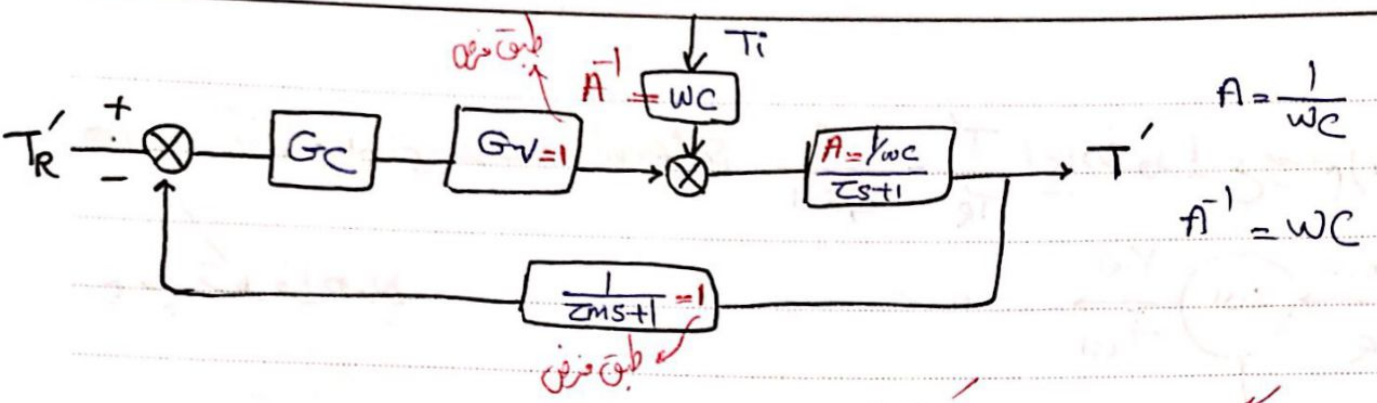 طبق فرض
Ti
A⁻¹ = WC
A = 1/WC
T'R
+
-
Gc
Gv=1
A = 1/WC / τs+1
T'
A⁻¹ = WC
1/τms+1 = 1
طبق فرض